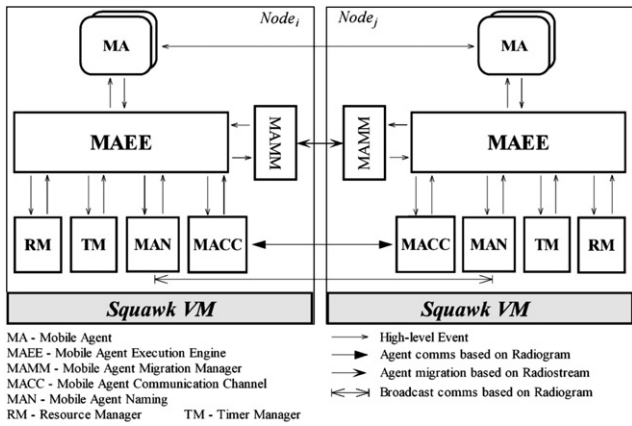 Node i Node j
MA MA
MAEE MAMM MAMM MAEE
RM TM MAN MACC MACC MAN TM RM
Squawk VM Squawk VM
MA - Mobile Agent
MAEE - Mobile Agent Execution Engine
MAMM - Mobile Agent Migration Manager
MACC - Mobile Agent Communication Channel
MAN - Mobile Agent Naming
RM - Resource Manager TM - Timer Manager
High-level Event
Agent comms based on Radiogram
Agent migration based on Radiostream
Broadcast comms based on Radiogram